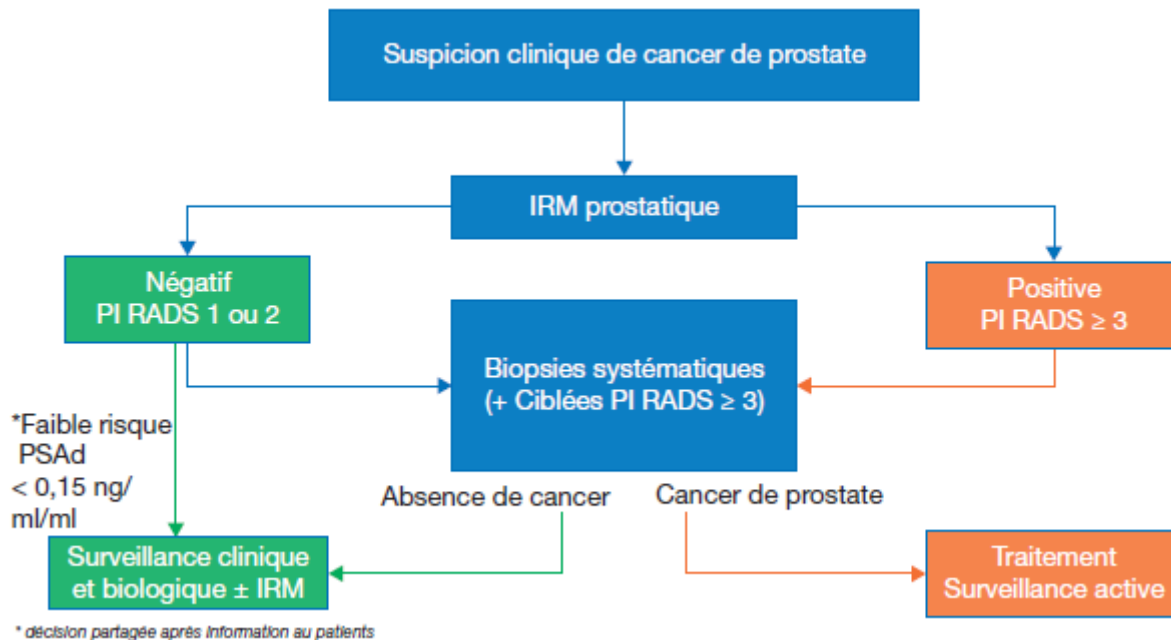 Suspicion clinique de cancer de prostate
IRM prostatique
Négatif
PI RADS 1 ou 2
Positive
PI RADS ≥ 3
Biopsies systématiques
(+ Ciblées PI RADS ≥ 3)
*Faible risque
PSAd
< 0,15 ng/
ml/ml
Absence de cancer
Cancer de prostate
Surveillance clinique
et biologique ± IRM
Traitement
Surveillance active
* décision partagée après information au patients